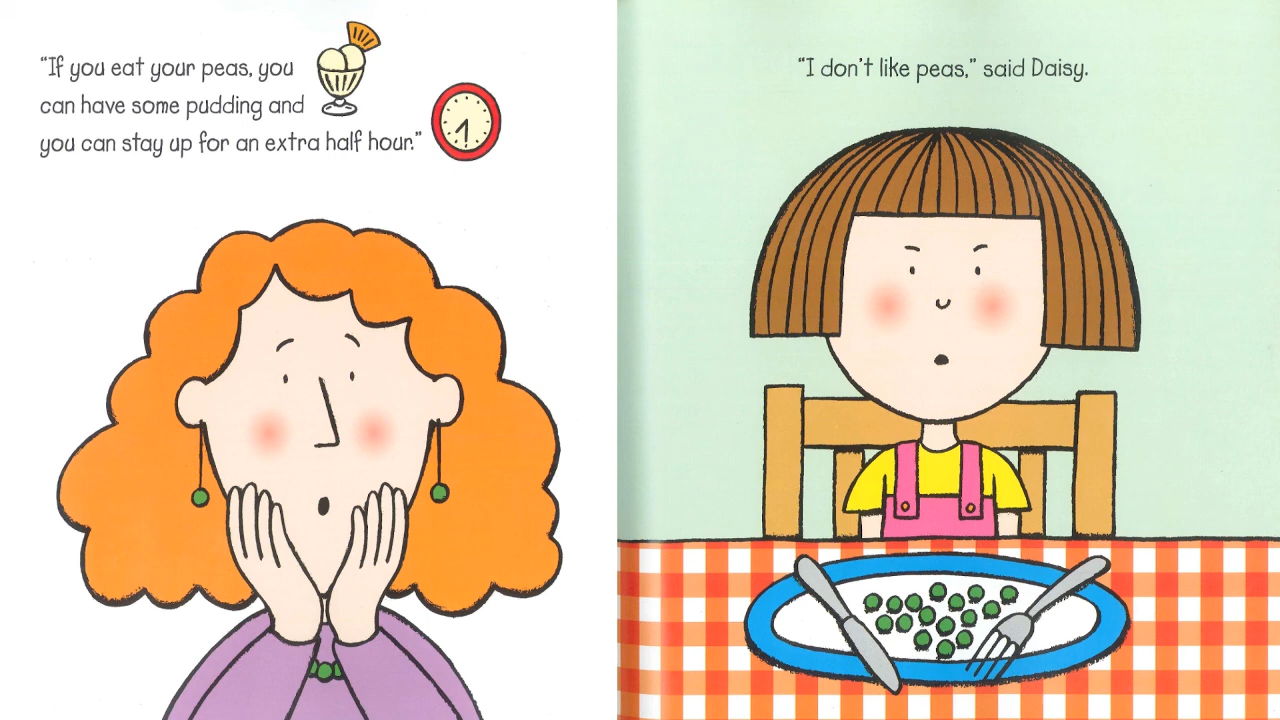 “If you eat your peas, you
can have some pudding and
you can stay up for an extra half hour.”
“I don't like peas,” said Daisy.